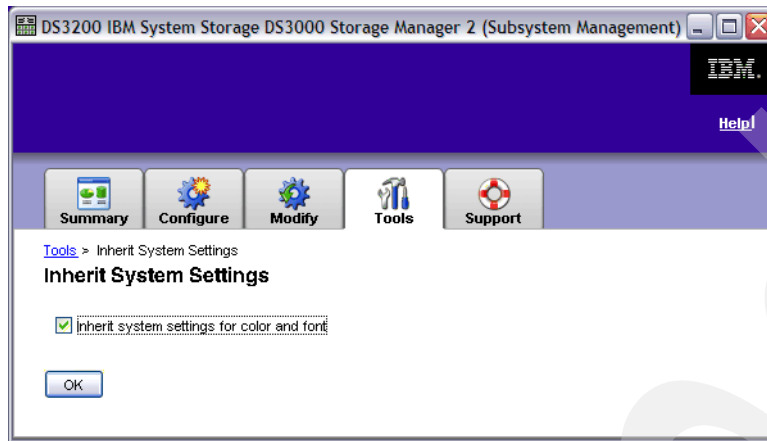 DS3200 IBM System Storage DS3000 Storage Manager 2 (Subsystem Management)
IBM.
Help!
Summary
Configure
Modify
Tools
Support
Tools > Inherit System Settings
Inherit System Settings
Inherit system settings for color and font
OK